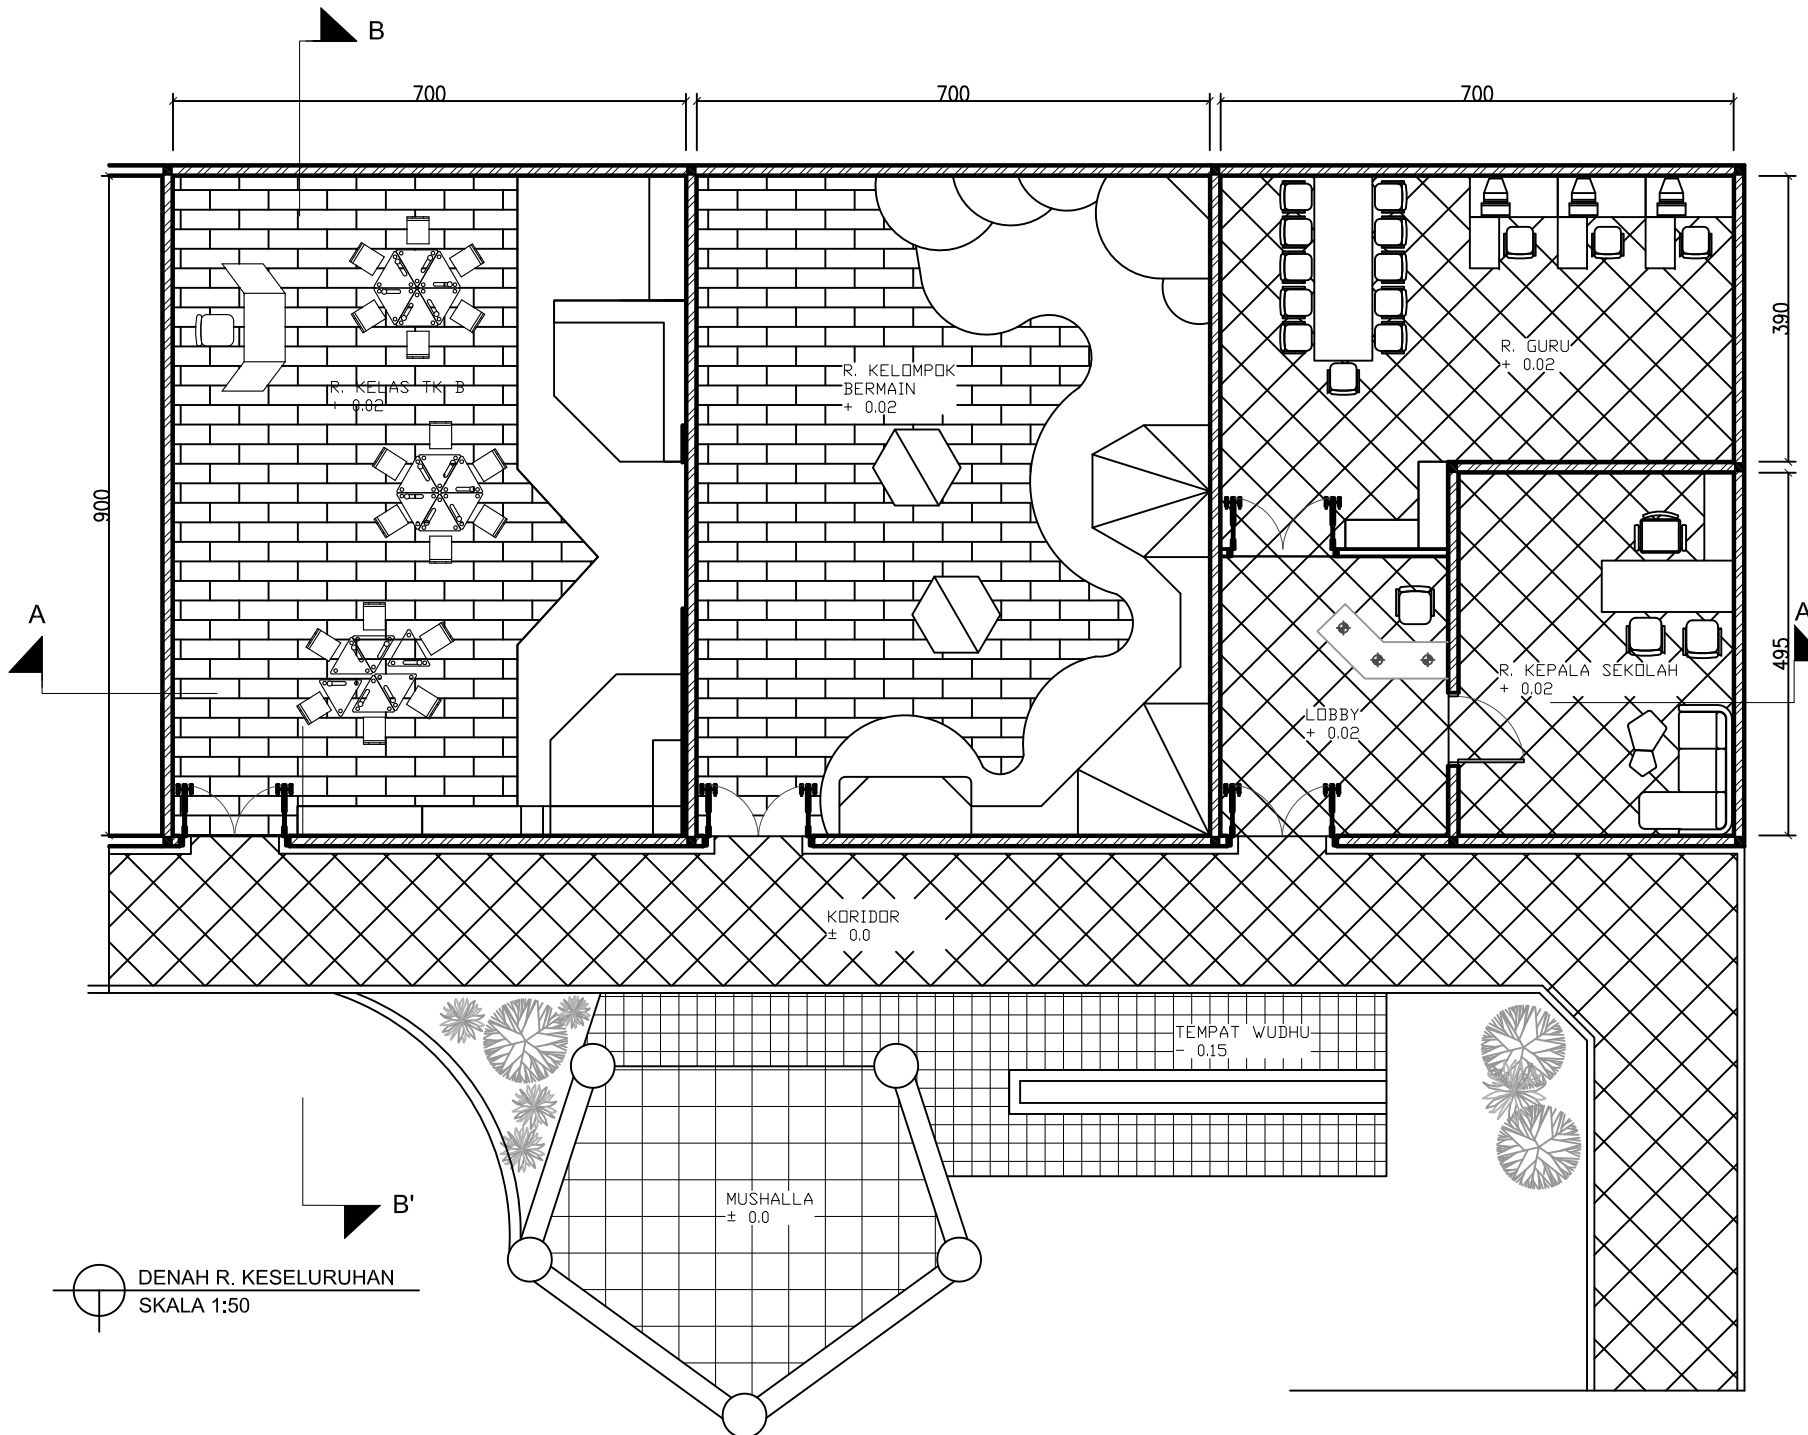 B
700
700
700
390
R. GURU
+ 0.02
R. KELOMPOK
BERMAIN
+ 0.02
R. KELAS TK B
+ 0.02
900
A
A
495
R. KEPALA SEKOLAH
+ 0.02
LOBBY
+ 0.02
KORIDOR
± 0.0
TEMPAT WUDHU
- 0.15
MUSHALLA
± 0.0
B'
DENAH R. KESELURUHAN
SKALA 1:50